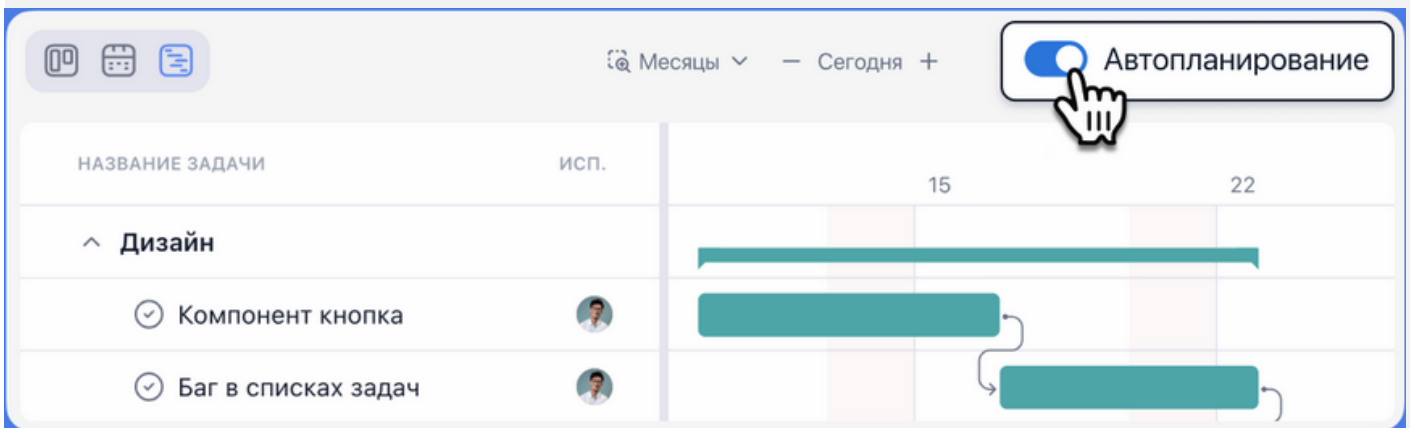 Месяцы — Сегодня + Автопланирование
НАЗВАНИЕ ЗАДАЧИ ИСП.
15 22
Дизайн
Компонент кнопка
Баг в списках задач